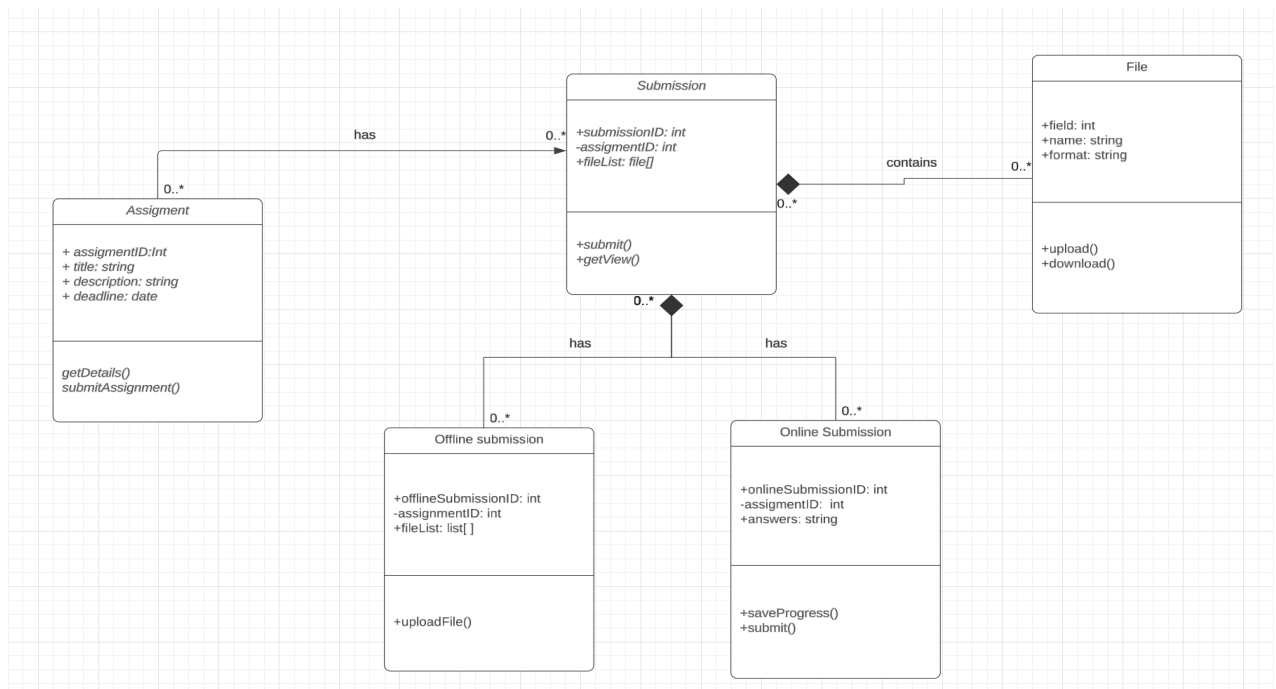 File
+field: int
+name: string
+format: string
+upload()
+download()
Submission
+submissionID: int
-assigmentID: int
+fileList: file[]
+submit()
+getView()
has
0..*
0..*
contains
0..*
0..*
Assigment
+ assigmentID:Int
+ title: string
+ description: string
+ deadline: date
getDetails()
submitAssignment()
0..*
has
has
0..*
0..*
Offline submission
+offlineSubmissionID: int
-assignmentID: int
+fileList: list[ ]
+uploadFile()
Online Submission
+onlineSubmissionID: int
-assigmentID: int
+answers: string
+saveProgress()
+submit()